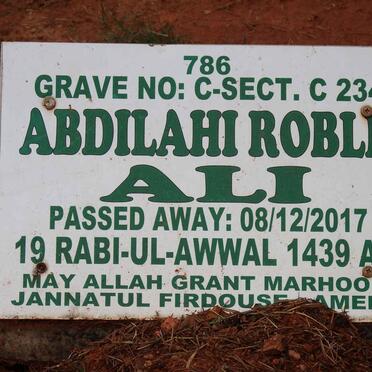 786
GRAVE NO: C-SECT. C 234
ABDILAHI ROBLE
ALI
PASSED AWAY: 08/12/2017
19 RABI-UL-AWWAL 1439 A
MAY ALLAH GRANT MARHOO
JANNATUL FIRDOUSE AMEE